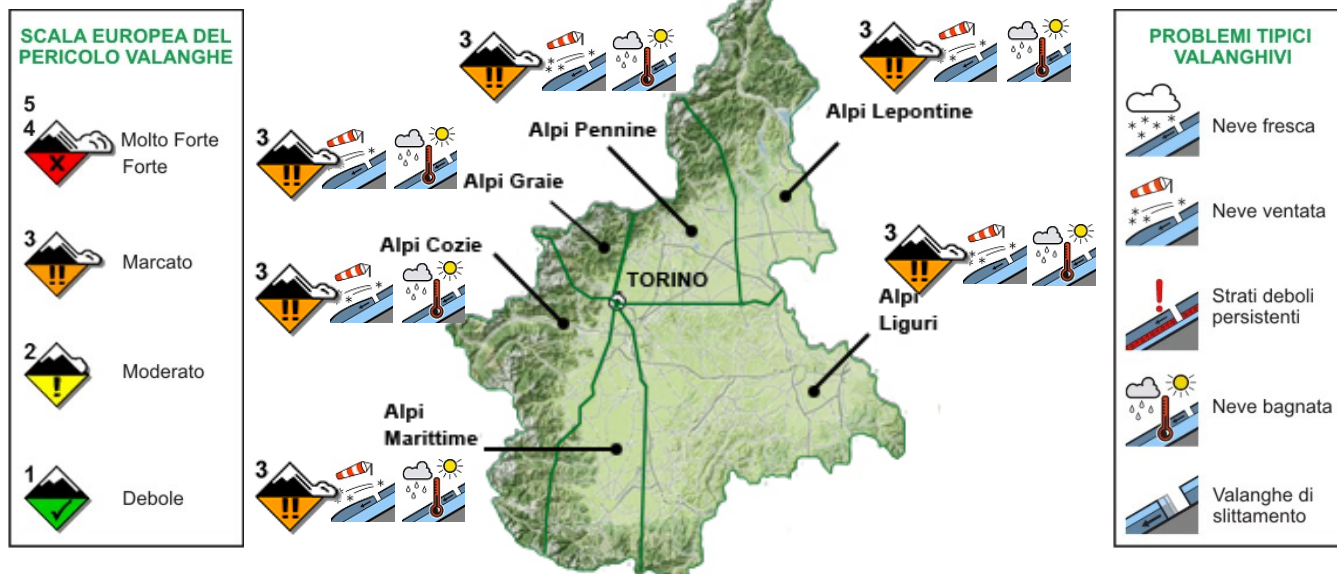 SCALA EUROPEA DEL
PERICOLO VALANGHE
5
4
Molto Forte
Forte
3
Marcato
2
Moderato
1
Debole
3
3
Alpi Pennine
Alpi Lepontine
3
Alpi Graie
Alpi Cozie
3
TORINO
3
Alpi
Liguri
Alpi
Marittime
3
PROBLEMI TIPICI
VALANGHIVI
Neve fresca
Neve ventata
Strati deboli
persistenti
Neve bagnata
Valanghe di
slittamento